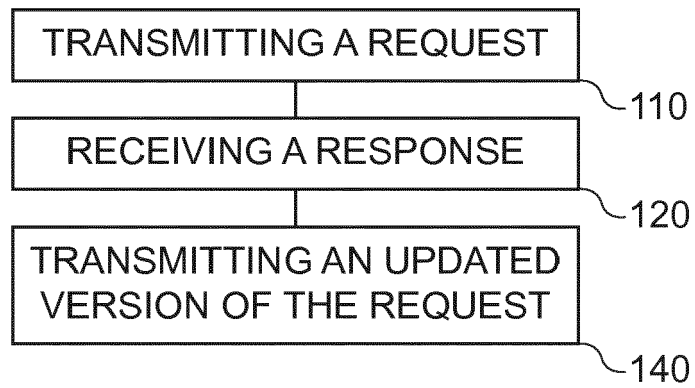 TRANSMITTING A REQUEST
110
RECEIVING A RESPONSE
120
TRANSMITTING AN UPDATED
VERSION OF THE REQUEST
140